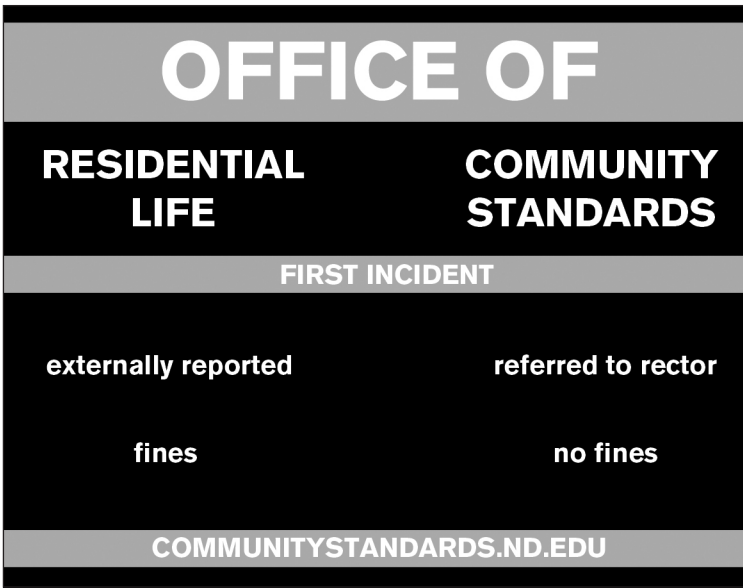 OFFICE OF
RESIDENTIAL
LIFE
COMMUNITY
STANDARDS
FIRST INCIDENT
externally reported
referred to rector
fines
no fines
COMMUNITYSTANDARDS.ND.EDU